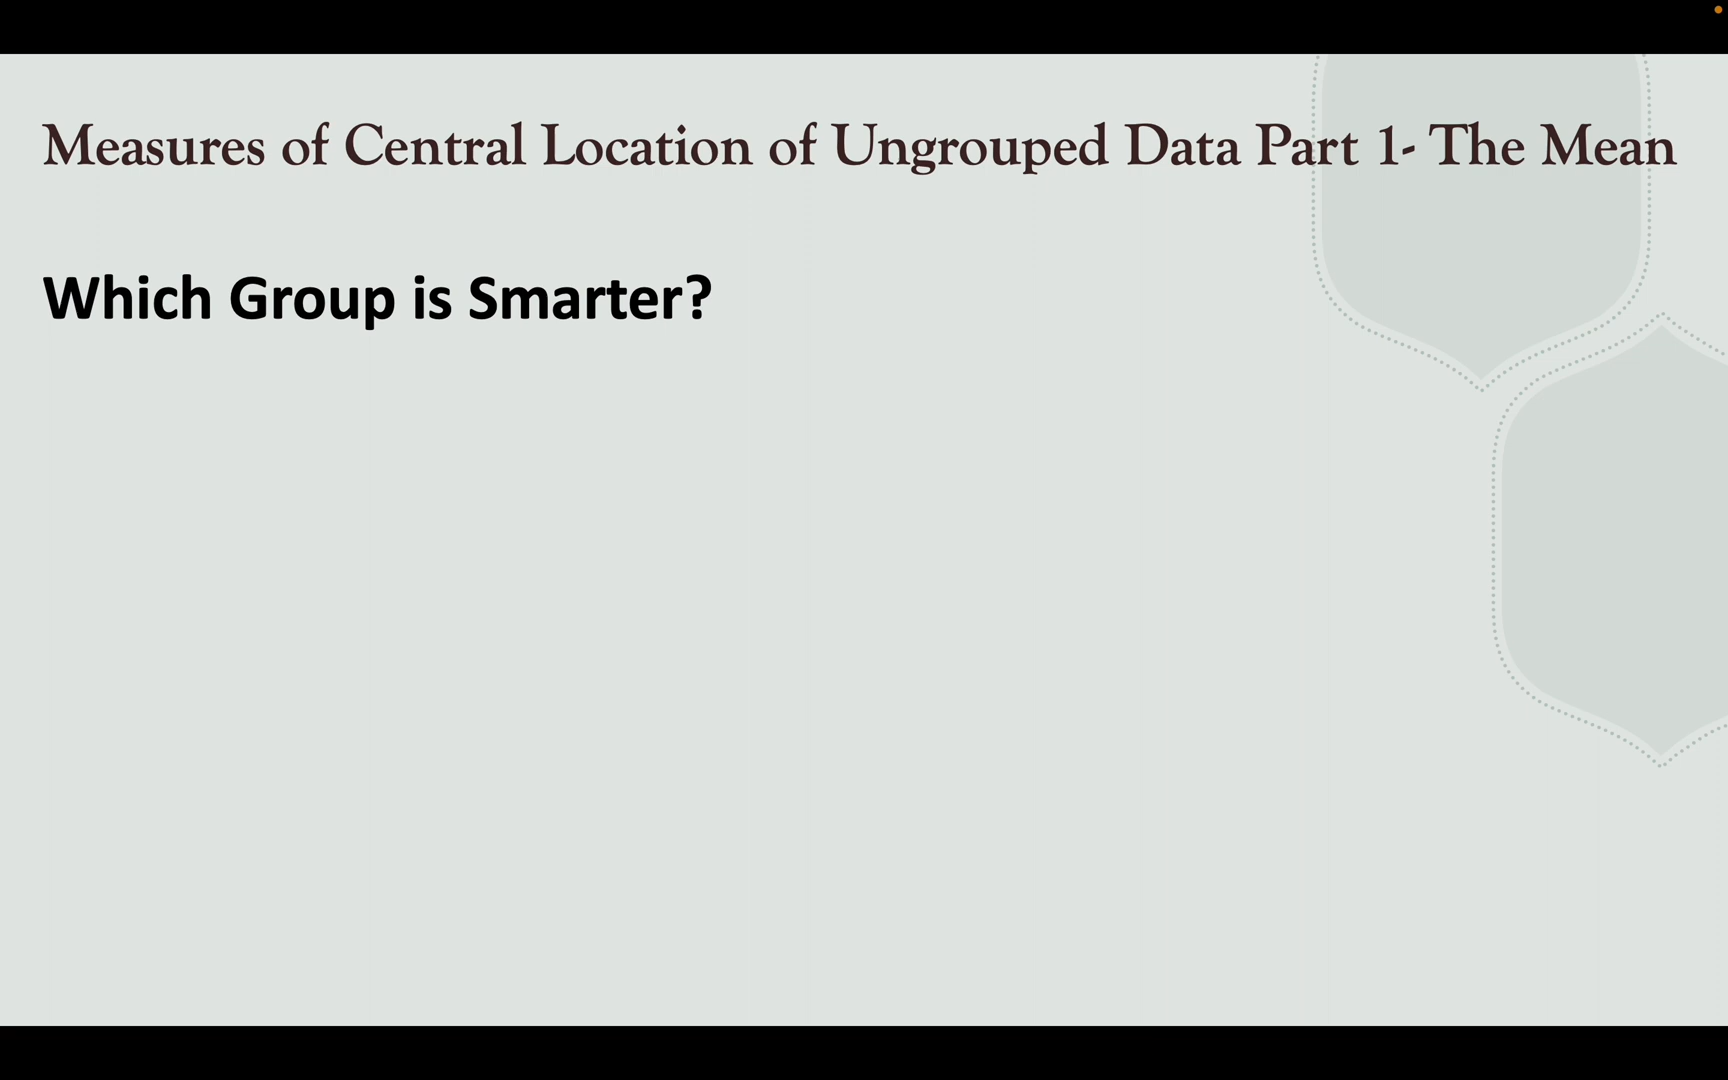 Measures of Central Location of Ungrouped Data Part 1- The Mean
Which Group is Smarter?